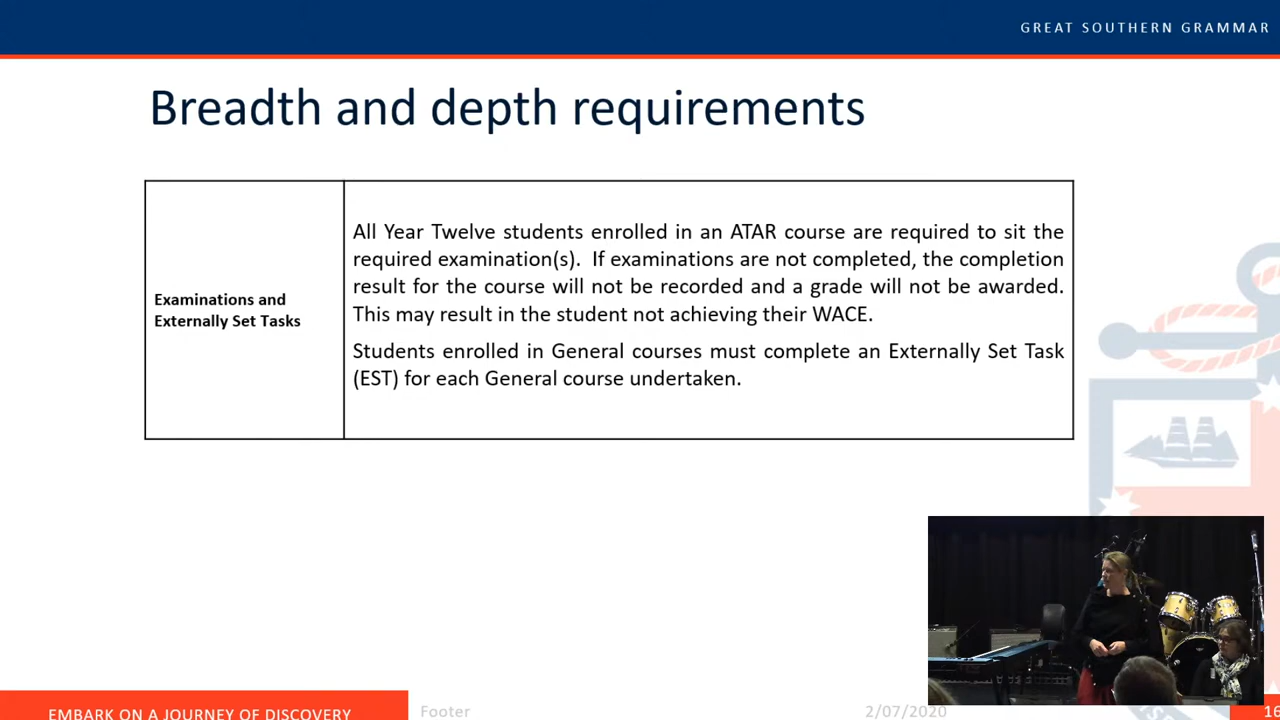 GREAT SOUTHERN GRAMMAR
Breadth and depth requirements
Examinations and
Externally Set Tasks
All Year Twelve students enrolled in an ATAR course are required to sit the
required examination(s). If examinations are not completed, the completion
result for the course will not be recorded and a grade will not be awarded.
This may result in the student not achieving their WACE.
Students enrolled in General courses must complete an Externally Set Task
(EST) for each General course undertaken.
EMBARK ON A JOURNEY OF DISCOVERY
Footer
2/07/2020
16